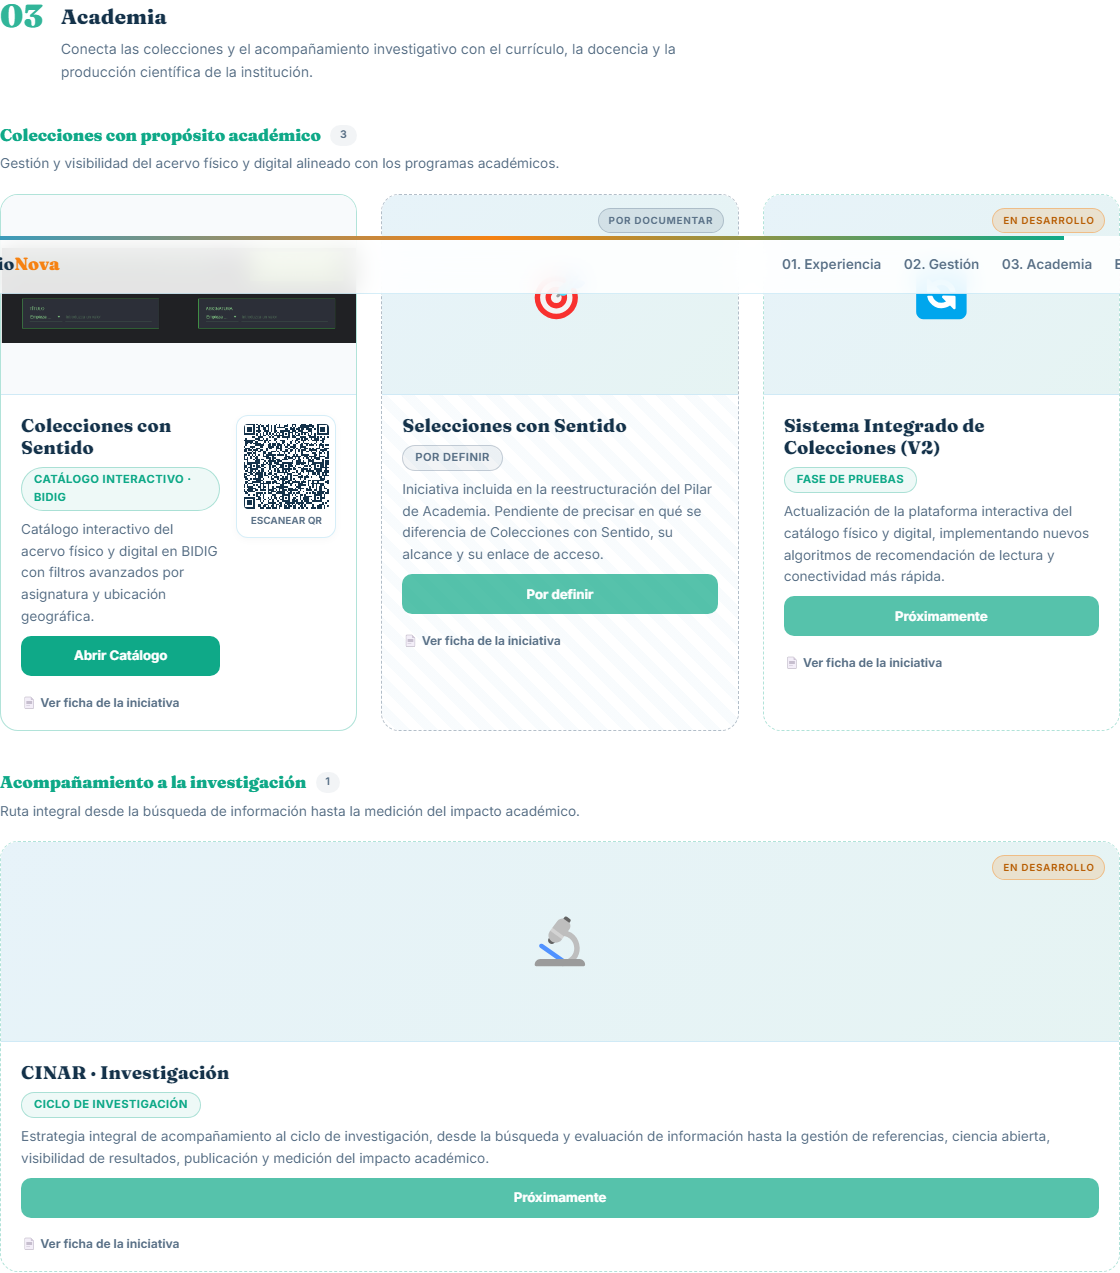 03 Academia
Conecta las colecciones y el acompañamiento investigativo con el currículo, la docencia y la
producción científica de la institución.
Colecciones con propósito académico 3
Gestión y visibilidad del acervo físico y digital alineado con los programas académicos.
POR DOCUMENTAR
EN DESARROLLO
ioNova
01. Experiencia
02. Gestión
03. Academia
E
TÍTULO
ASIGNATURA
Colecciones con
Sentido
CATÁLOGO INTERACTIVO ·
BIDIG
Catálogo interactivo del
acervo físico y digital en BIDIG
con filtros avanzados por
asignatura y ubicación
geográfica.
ESCANEAR QR
Abrir Catálogo
Ver ficha de la iniciativa
Selecciones con Sentido
POR DEFINIR
Iniciativa incluida en la reestructuración del Pilar
de Academia. Pendiente de precisar en qué se
diferencia de Colecciones con Sentido, su
alcance y su enlace de acceso.
Por definir
Ver ficha de la iniciativa
Sistema Integrado de
Colecciones (V2)
FASE DE PRUEBAS
Actualización de la plataforma interactiva del
catálogo físico y digital, implementando nuevos
algoritmos de recomendación de lectura y
conectividad más rápida.
Próximamente
Ver ficha de la iniciativa
Acompañamiento a la investigación 1
Ruta integral desde la búsqueda de información hasta la medición del impacto académico.
EN DESARROLLO
CINAR · Investigación
CICLO DE INVESTIGACIÓN
Estrategia integral de acompañamiento al ciclo de investigación, desde la búsqueda y evaluación de información hasta la gestión de referencias, ciencia abierta,
visibilidad de resultados, publicación y medición del impacto académico.
Próximamente
Ver ficha de la iniciativa